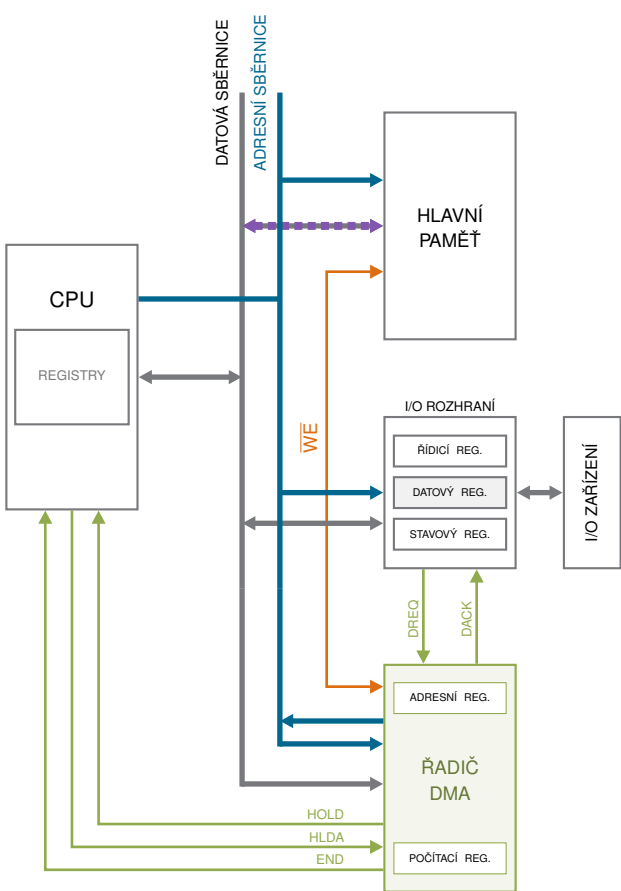 DATOVÁ SBĚRNICE
ADRESNÍ SBĚRNICE
HLAVNÍ
PAMĚŤ
CPU
REGISTRY
WE
I/O ROZHRANÍ
ŘÍDICÍ REG.
DATOVÝ REG.
STAVOVÝ REG.
I/O ZAŘÍZENÍ
DREQ
DACK
ADRESNÍ REG.
ŘADIČ
DMA
HOLD
HLDA
END
POČÍTACÍ REG.